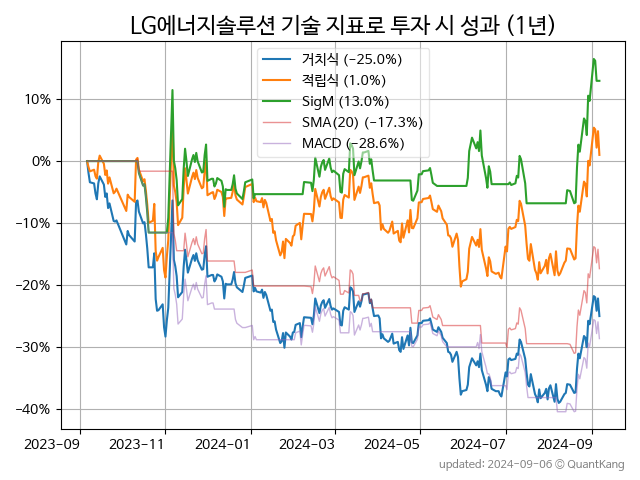 LG에너지솔루션 기술 지표로 투자 시 성과 (1년)
거치식 (−25.0%)
적립식 (1.0%)
SigM (13.0%)
SMA(20) (−17.3%)
MACD (−28.6%)
10%
0%
−10%
−20%
−30%
−40%
2023-09 2023-11 2024-01 2024-03 2024-05 2024-07 2024-09
updated: 2024-09-06 © QuantKang